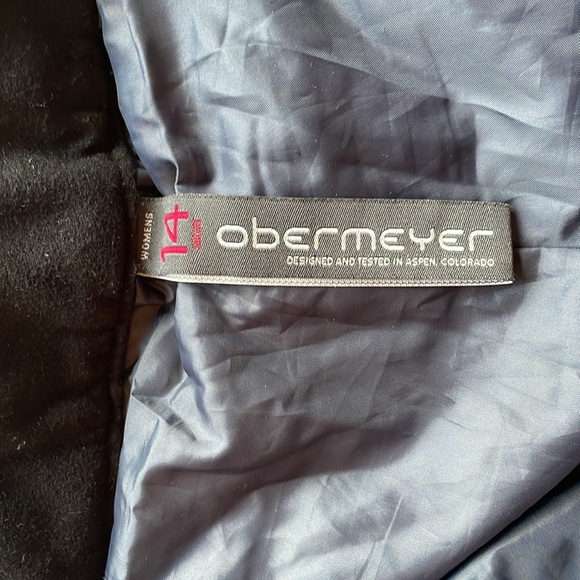 WOMENS
14
obermeyer
DESIGNED AND TESTED IN ASPEN, COLORADO